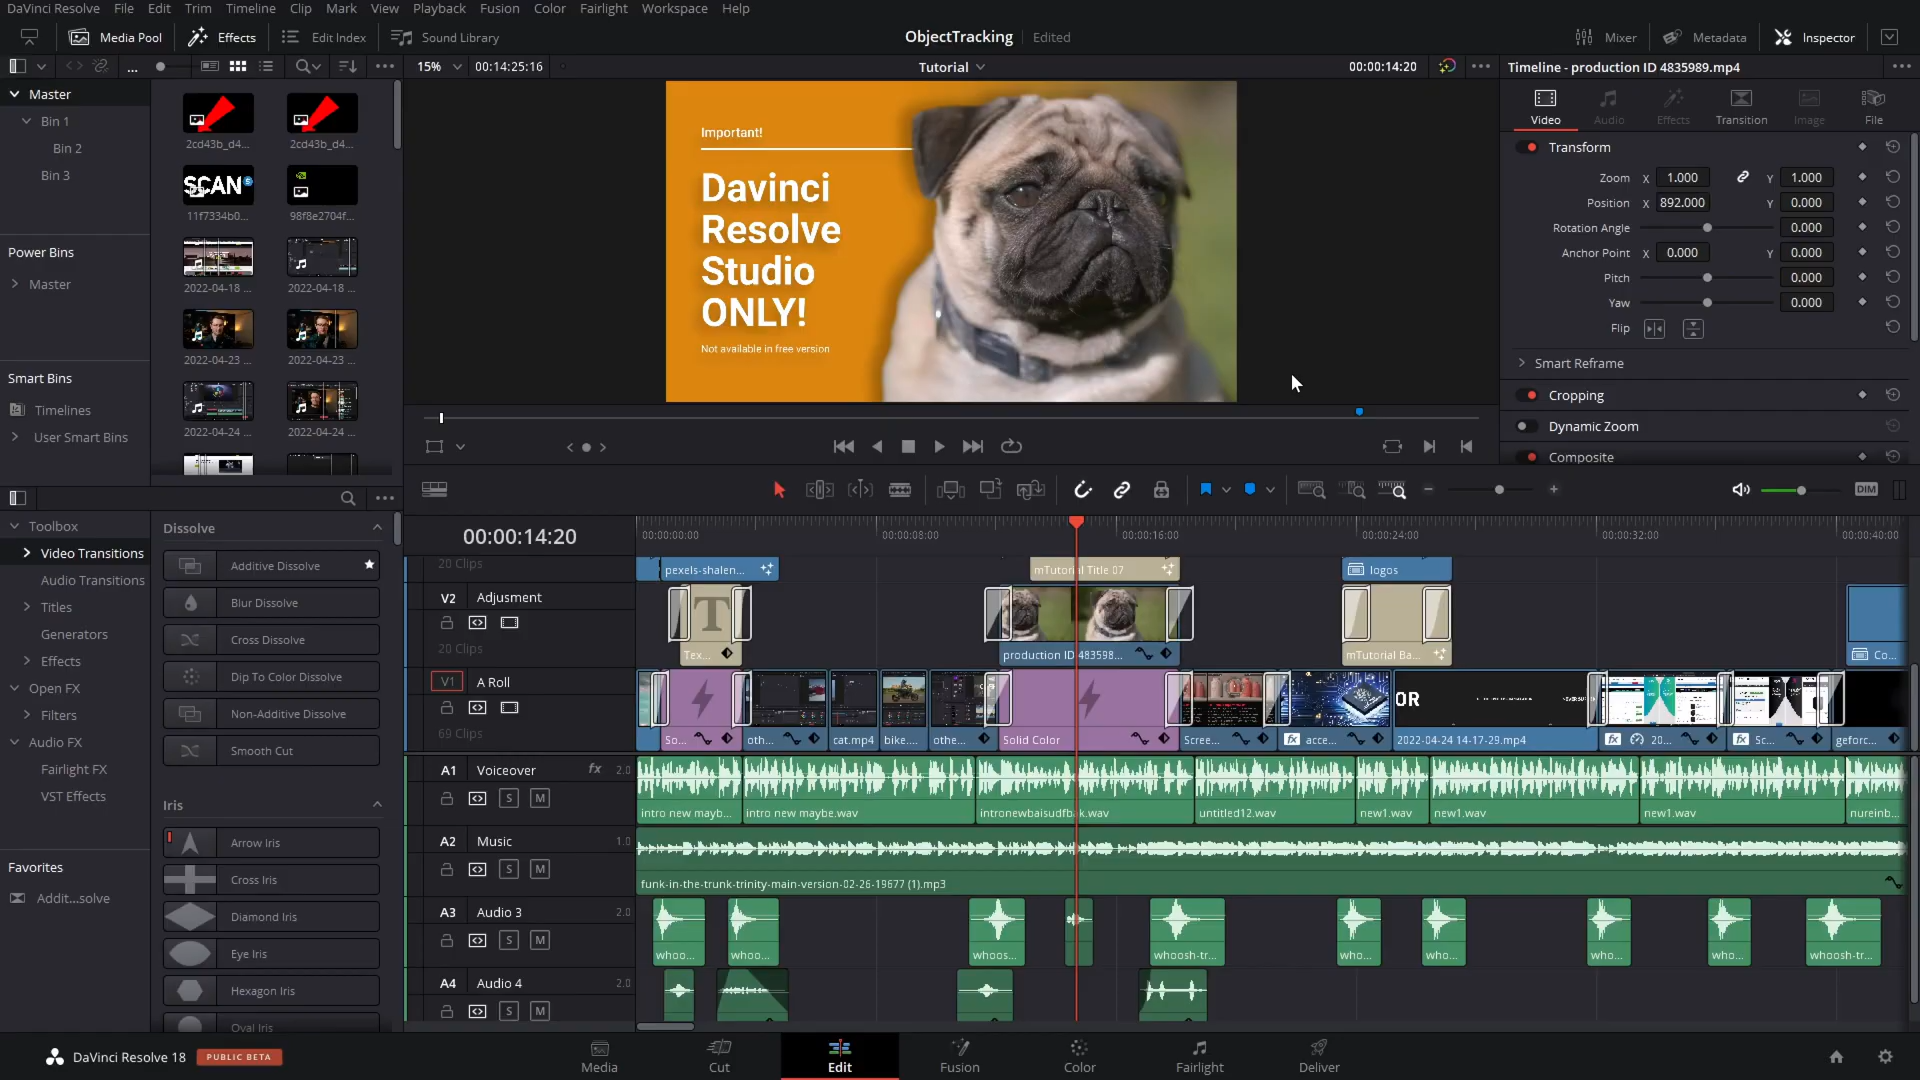 DaVinci Resolve File Edit Trim Timeline Clip Mark View Playback Fusion Color Fairlight Workspace Help
Media Pool Effects Edit Index Sound Library
ObjectTracking Edited
Mixer Metadata Inspector
15% 00:14:25:16
Tutorial
00:00:14:20
Timeline - production ID 4835989.mp4
Master
Bin 1
Bin 2
Bin 3
Power Bins
Master
Smart Bins
Timelines
User Smart Bins
2cd43b_d4... 2cd43b_d4...
SCAN
11f7334b0... 98f8e2704f...
2022-04-18 ... 2022-04-18 ...
2022-04-23 ... 2022-04-23 ...
2022-04-24 ... 2022-04-24 ...
Important!
Davinci
Resolve
Studio
ONLY!
Not available in free version
Video Audio Effects Transition Image File
Transform
Zoom X 1.000 Y 1.000
Position X 892.000 Y 0.000
Rotation Angle 0.000
Anchor Point X 0.000 Y 0.000
Pitch 0.000
Yaw 0.000
Flip
Smart Reframe
Cropping
Dynamic Zoom
Composite
DIM
Toolbox
Video Transitions
Audio Transitions
Titles
Generators
Effects
Open FX
Filters
Audio FX
Fairlight FX
VST Effects
Favorites
Addit...solve
Dissolve
Additive Dissolve
Blur Dissolve
Cross Dissolve
Dip To Color Dissolve
Non-Additive Dissolve
Smooth Cut
Iris
Arrow Iris
Cross Iris
Diamond Iris
Eye Iris
Hexagon Iris
Oval Iris
00:00:14:20
00:00:00:00 00:00:08:00 00:00:16:00 00:00:24:00 00:00:32:00 00:00:40:00
20 Clips
pexels-shalen... mTutorial Title 07 logos
V2 Adjusment
20 Clips
T
Tex... production ID 483598... mTutorial Ba... Co...
V1 A Roll
69 Clips
OR
So... oth... cat.mp4 bike.... othe... Solid Color Scree... fx acce... 2022-04-24 14-17-29.mp4 fx 20... fx Sc... geforc...
A1 Voiceover fx 2.0
S M
intro new mayb... intro new maybe.wav intronewbaisudfbak.wav untitled12.wav new1.wav new1.wav new1.wav nureinb...
A2 Music 1.0
S M
funk-in-the-trunk-trinity-main-version-02-26-19677 (1).mp3
A3 Audio 3 2.0
S M
whoo... whoo... whoos... whoosh-tr... who... who... who... who... whoosh-tr...
A4 Audio 4 2.0
S M
DaVinci Resolve 18 PUBLIC BETA
Media Cut Edit Fusion Color Fairlight Deliver